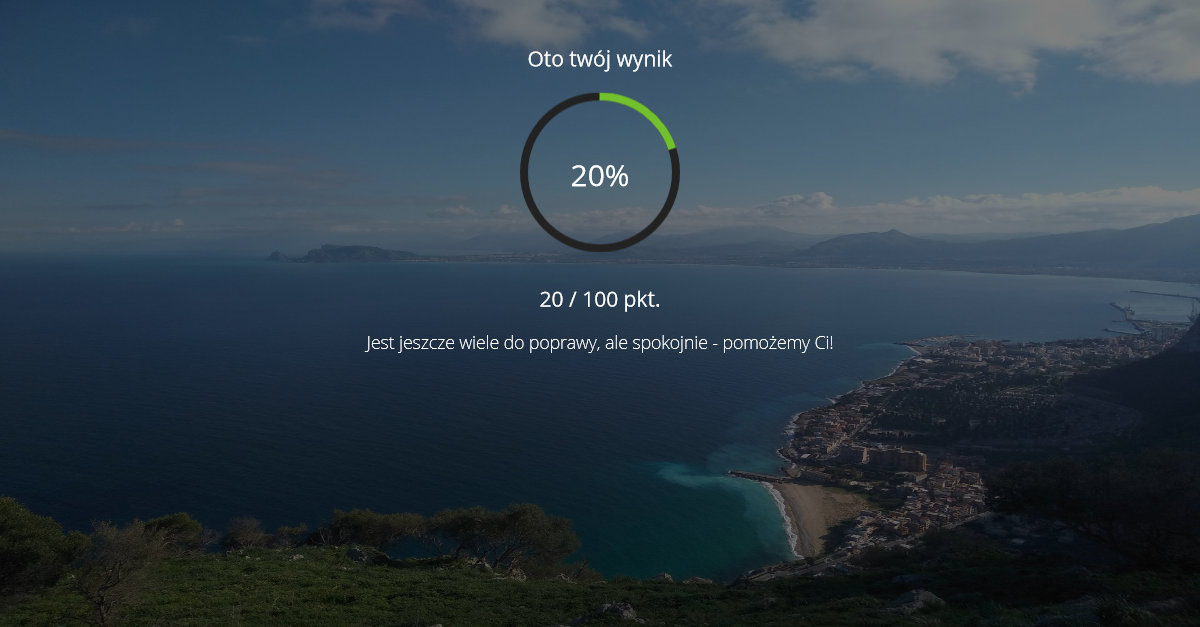 Oto twój wynik
20%
20 / 100 pkt.
Jest jeszcze wiele do poprawy, ale spokojnie - pomożemy Ci!